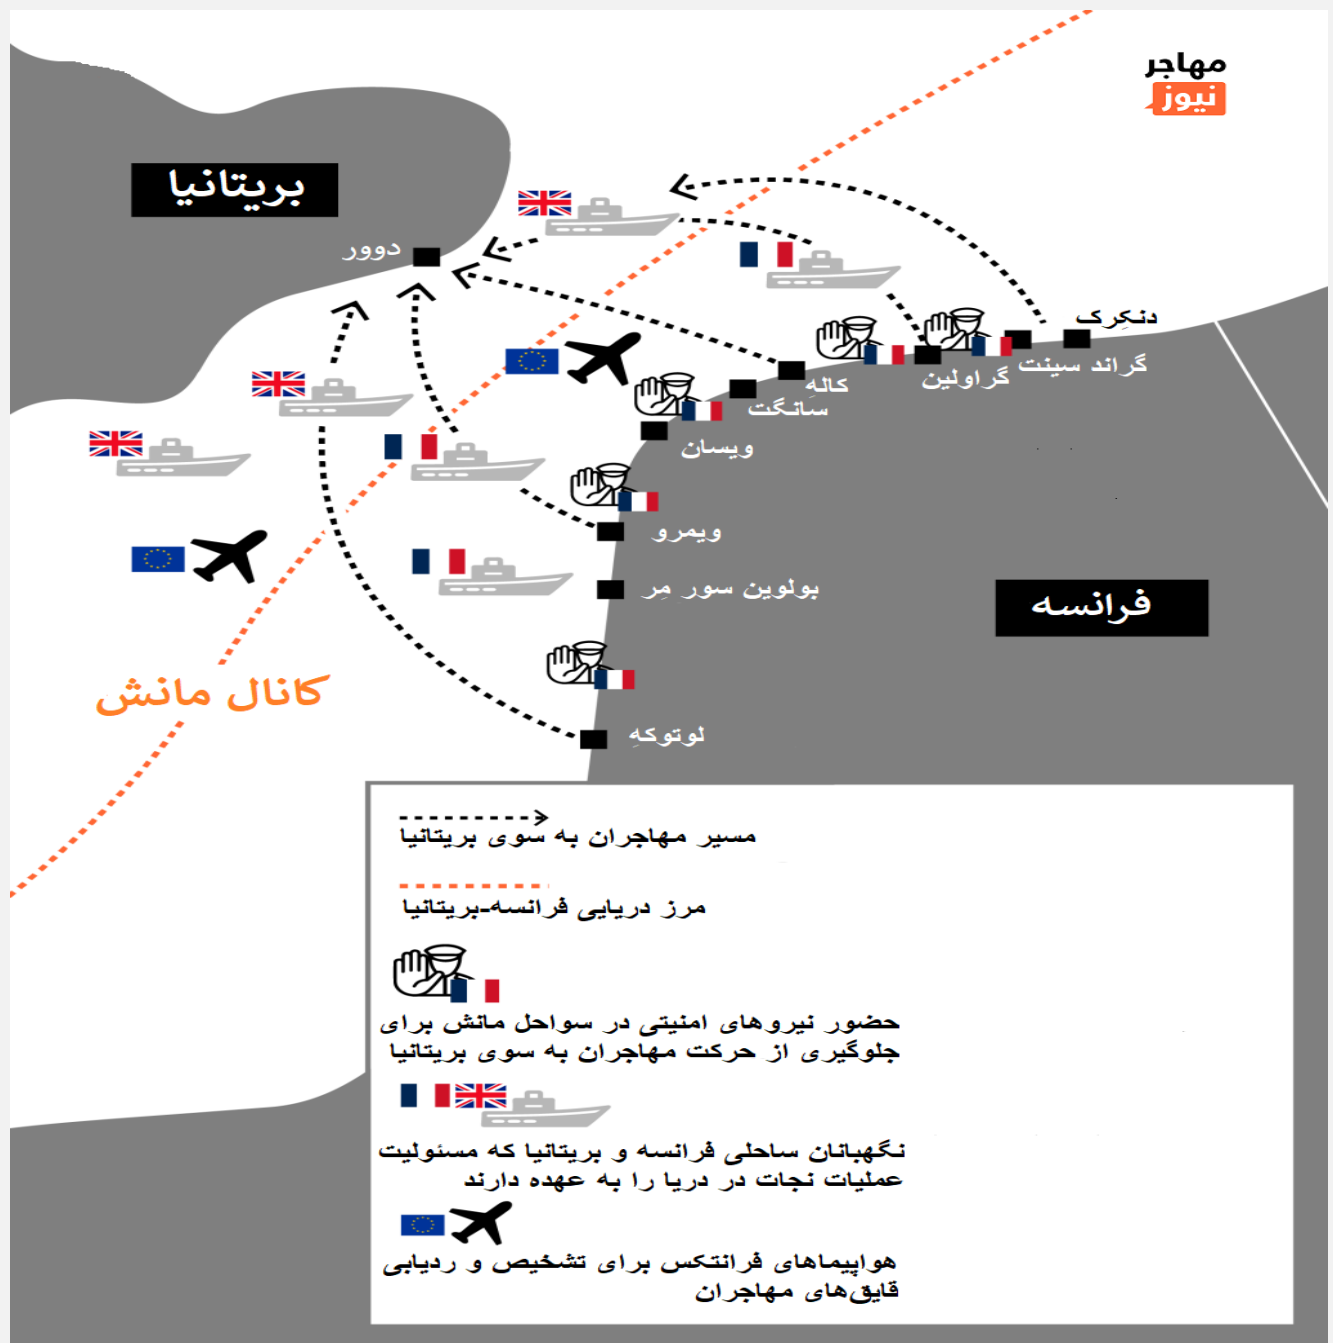 مهاجر
نیوز
بریتانیا
دوور
دنکِرک
گراند سینت
گراولین
کالهِ
سانگت
ویسان
ویمرو
بولوین سور مِر
فرانسه
کانال مانش
لوتوکهِ
مسیر مهاجران به سوی بریتانیا
مرز دریایی فرانسه-بریتانیا
حضور نیروهای امنیتی در سواحل مانش برای
جلوگیری از حرکت مهاجران به سوی بریتانیا
نگهبانان ساحلی فرانسه و بریتانیا که مسئولیت
عملیات نجات در دریا را به عهده دارند
هواپیماهای فرانتکس برای تشخیص و ردیابی
قایق‌های مهاجران